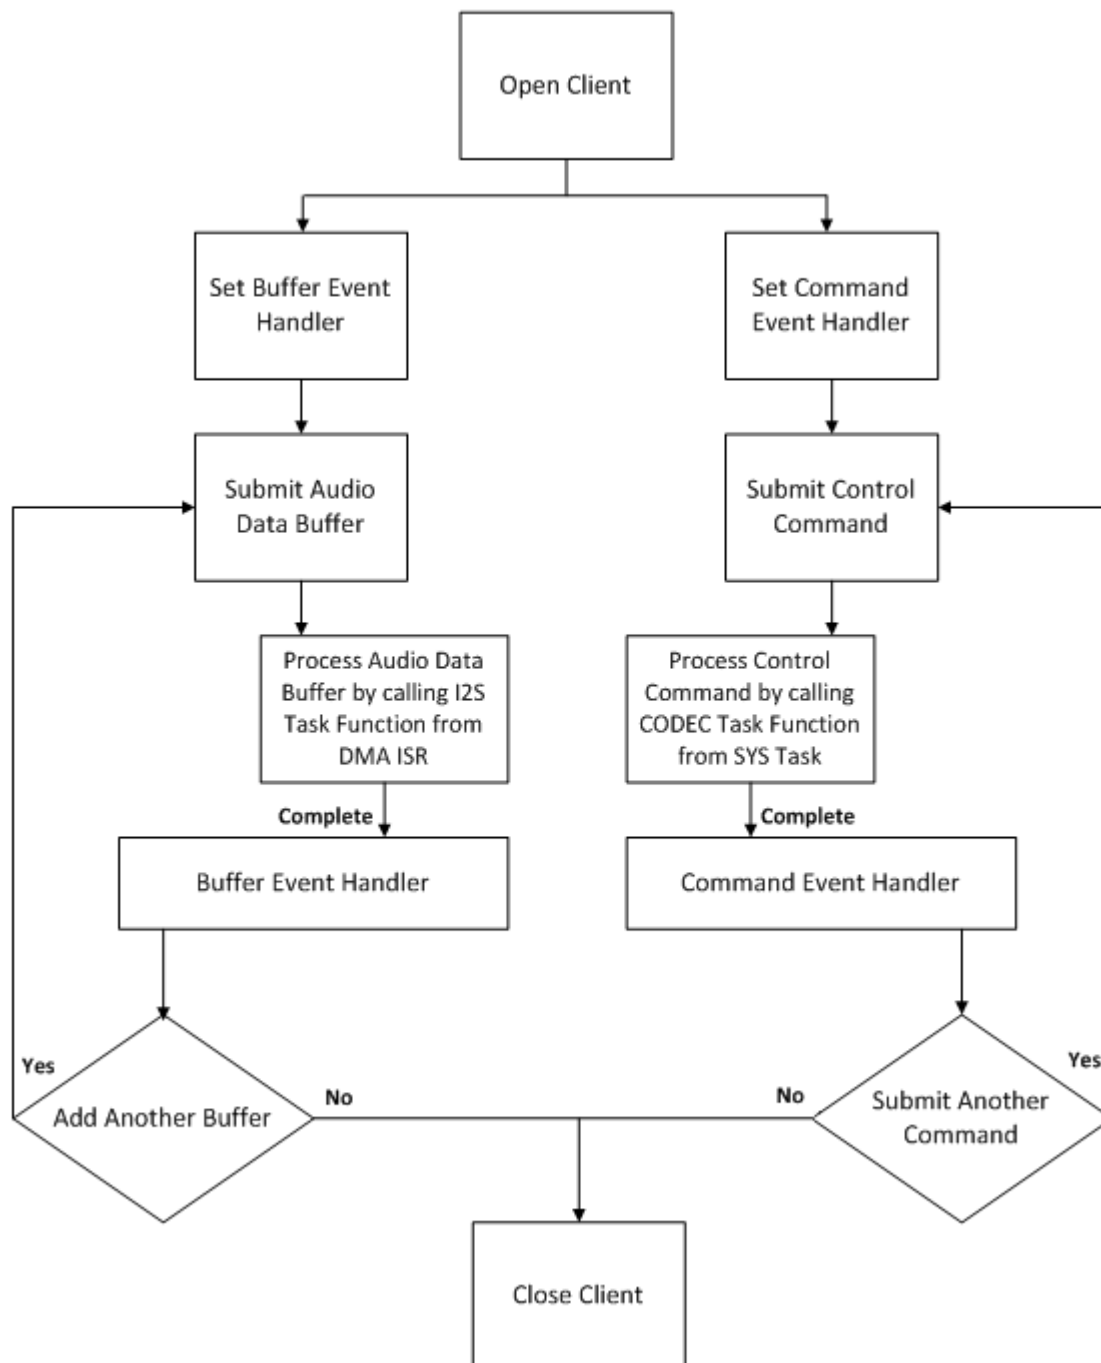 Open Client
Set Buffer Event
Handler
Set Command
Event Handler
Submit Audio
Data Buffer
Submit Control
Command
Process Audio Data
Buffer by calling I2S
Task Function from
DMA ISR
Process Control
Command by calling
CODEC Task Function
from SYS Task
Complete
Complete
Buffer Event Handler
Command Event Handler
Yes
Add Another Buffer
No
No
Submit Another
Command
Yes
Close Client